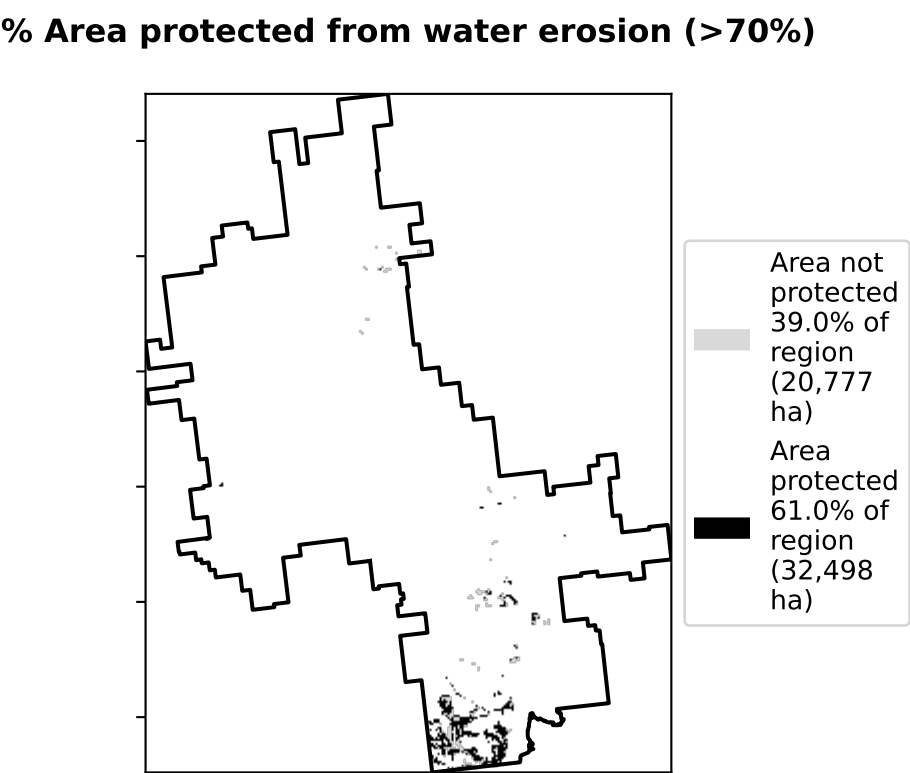 % Area protected from water erosion (>70%)
Area not
protected
39.0% of
region
(20,777
ha)
Area
protected
61.0% of
region
(32,498
ha)